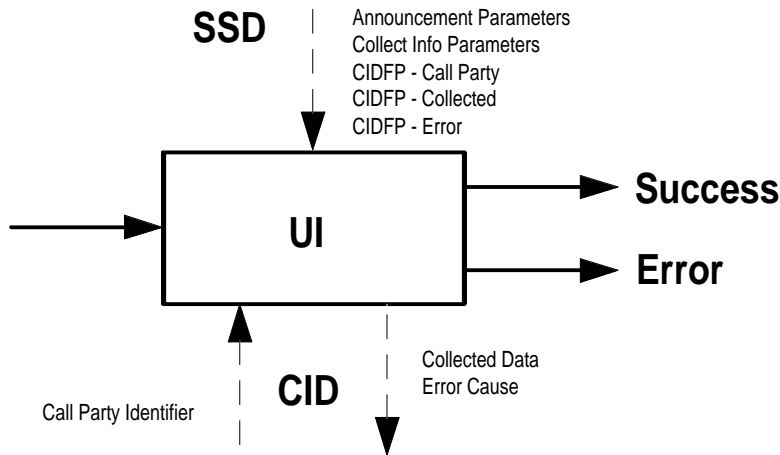 SSD
Announcement Parameters
Collect Info Parameters
CIDFP - Call Party
CIDFP - Collected
CIDFP - Error
UI
Success
Error
Call Party Identifier
CID
Collected Data
Error Cause